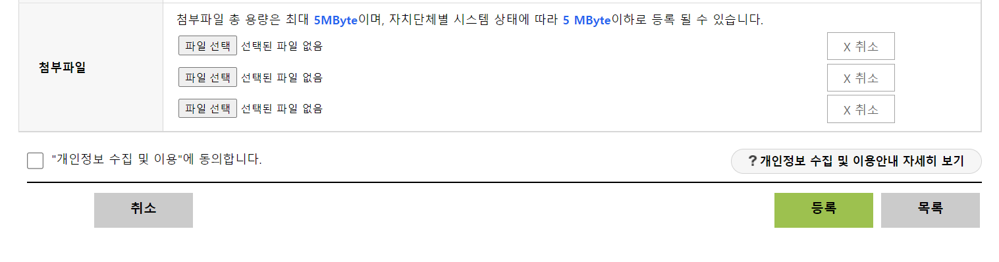 첨부파일 총 용량은 최대 5MByte이며, 자치단체별 시스템 상태에 따라 5 MByte이하로 등록 될 수 있습니다.
첨부파일
파일 선택 선택된 파일 없음 X 취소
파일 선택 선택된 파일 없음 X 취소
파일 선택 선택된 파일 없음 X 취소
"개인정보 수집 및 이용"에 동의합니다. ?개인정보 수집 및 이용안내 자세히 보기
취소 등록 목록